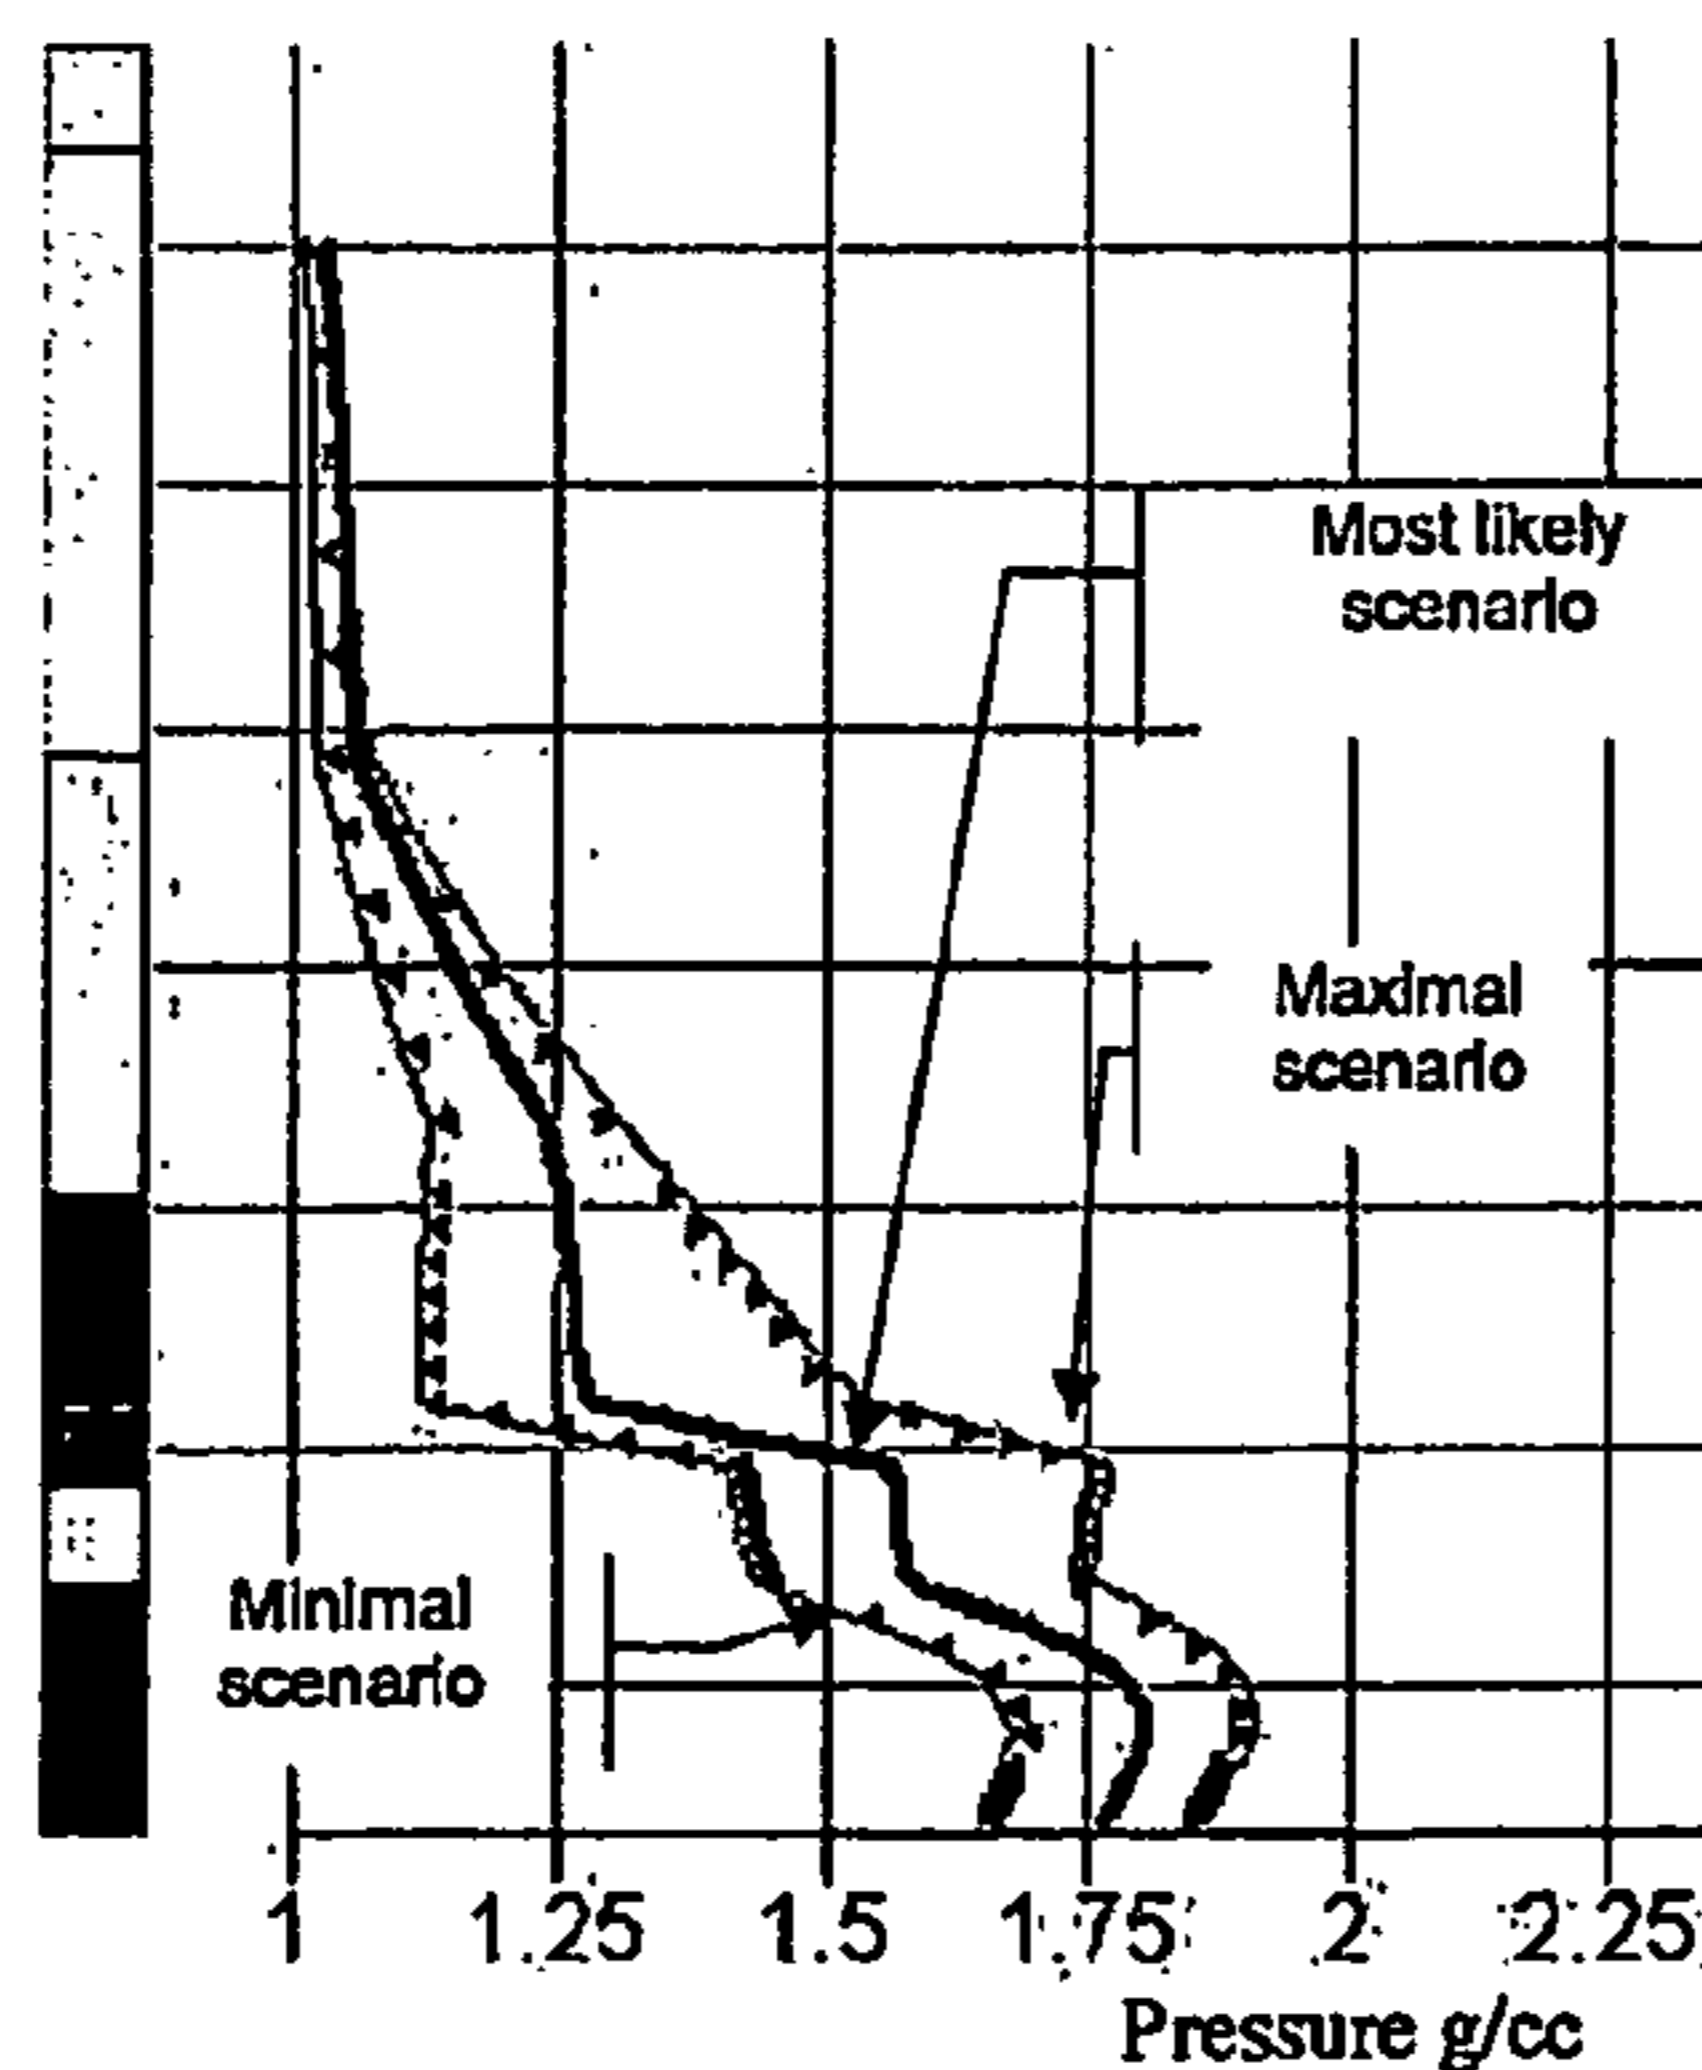 Most likely
scenario
Maximal
scenario
Minimal
scenario
1 1.25 1.5 1.75 2 2.25
Pressure g/cc